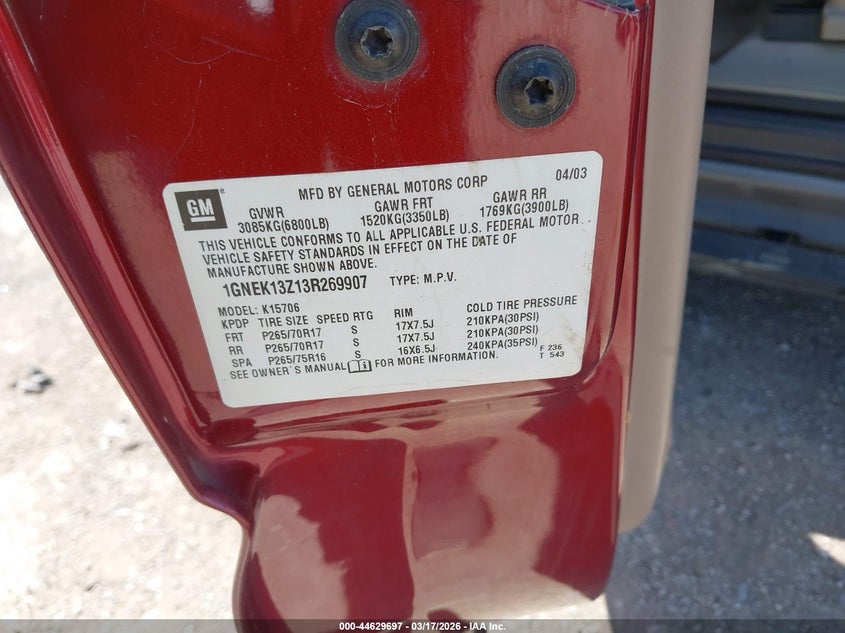 GM
MFD BY GENERAL MOTORS CORP 04/03
GVWR GAWR FRT GAWR RR
3085KG(6800LB) 1520KG(3350LB) 1769KG(3900LB)
THIS VEHICLE CONFORMS TO ALL APPLICABLE U.S. FEDERAL MOTOR
VEHICLE SAFETY STANDARDS IN EFFECT ON THE DATE OF
MANUFACTURE SHOWN ABOVE.
1GNEK13Z13R269907 TYPE: M.P.V.
MODEL: K15706
KPDP TIRE SIZE SPEED RTG RIM COLD TIRE PRESSURE
FRT P265/70R17 S 17X7.5J 210KPA(30PSI)
RR P265/70R17 S 17X7.5J 210KPA(30PSI)
SPA P265/75R16 S 16X6.5J 240KPA(35PSI)
SEE OWNER'S MANUAL FOR MORE INFORMATION.
F 236
T 543
000-44629697 - 03/17/2026 - IAA Inc.